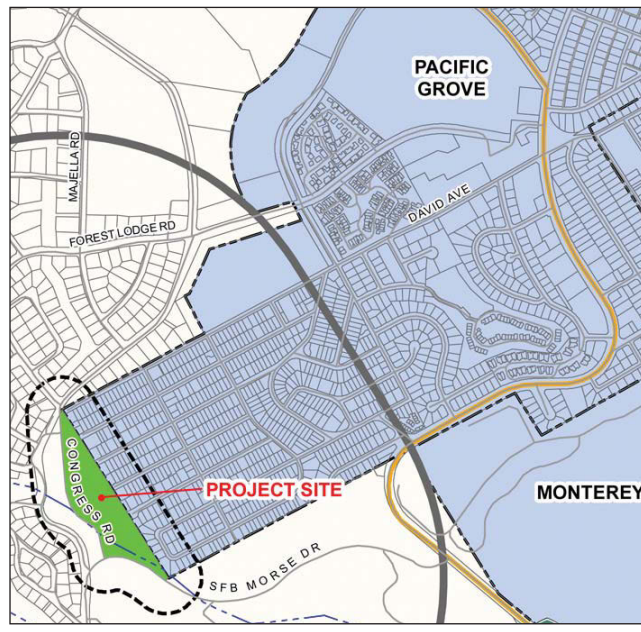 PACIFIC
GROVE
MAJELLA RD
DAVID AVE
FOREST LODGE RD
CONGRESS RD
PROJECT SITE
MONTEREY
SFB MORSE DR